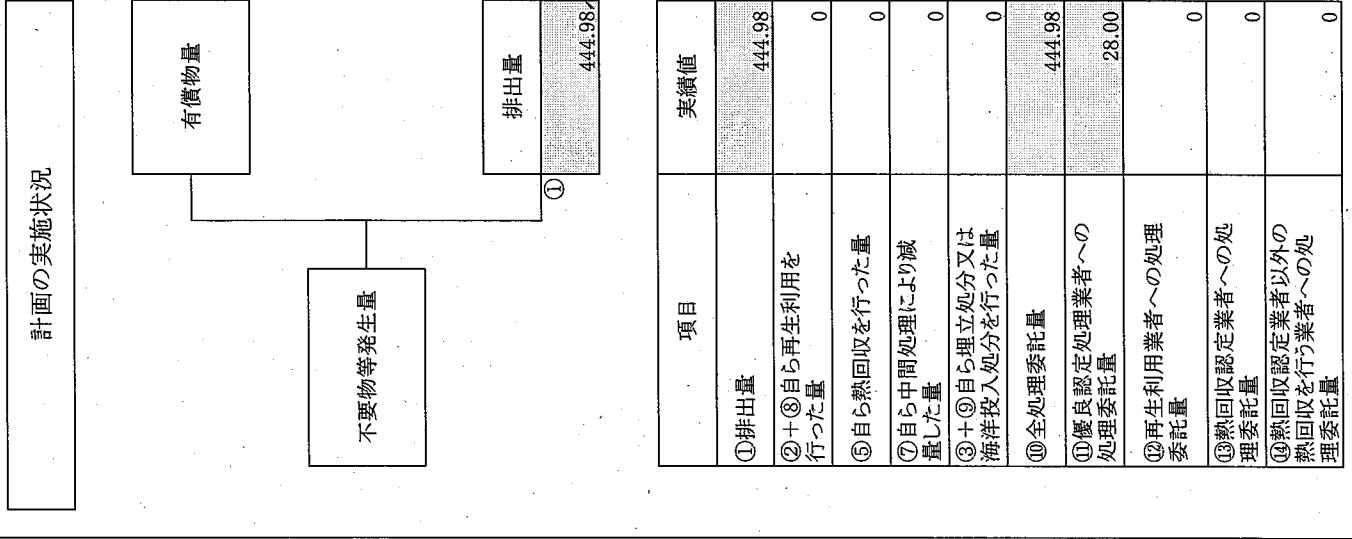 計画の実施状況
有償物量
不要物等発生量
排出量
①
444.98
項目
実績値
①排出量
444.98
②+⑧自ら再生利用を
行った量
0
⑤自ら熱回収を行った量
0
⑦自ら中間処理により減
量した量
0
③+⑨自ら埋立処分又は
海洋投入処分を行った量
0
⑩全処理委託量
444.98
⑪優良認定処理業者への
処理委託量
28.00
⑫再生利用業者への処理
委託量
0
⑬熱回収認定業者への処
理委託量
0
⑭熱回収認定業者以外の
熱回収を行う業者への処
理委託量
0